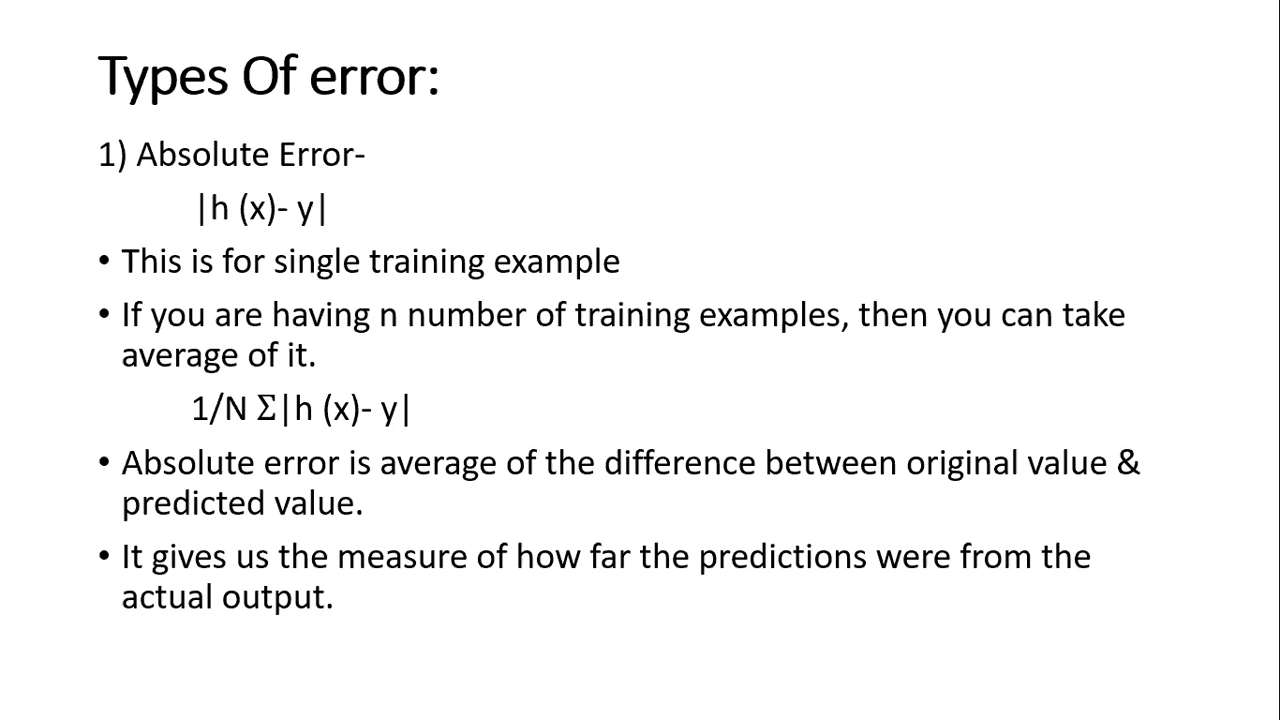 Types Of error:
1) Absolute Error-
|h (x)- y|
• This is for single training example
• If you are having n number of training examples, then you can take
average of it.
1/N Σ|h (x)- y|
• Absolute error is average of the difference between original value &
predicted value.
• It gives us the measure of how far the predictions were from the
actual output.